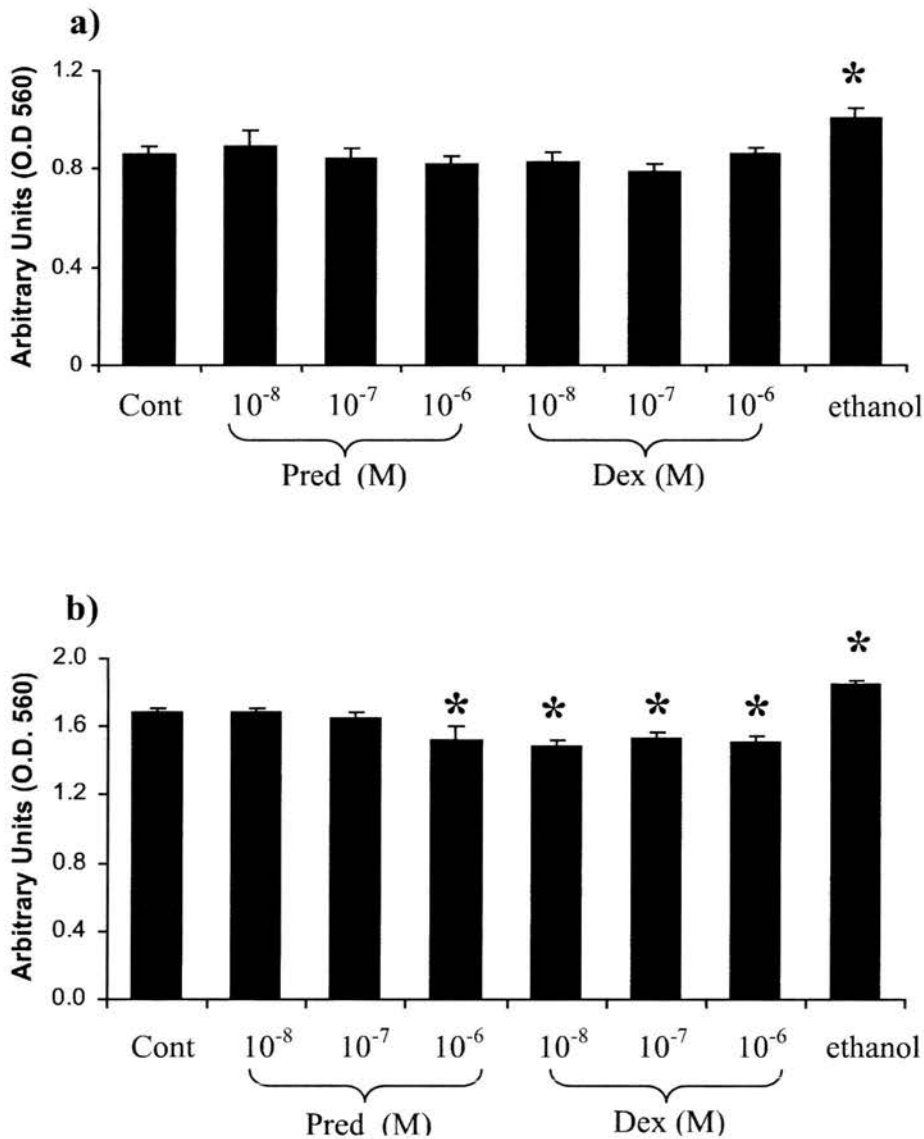 a)
Arbitrary Units (O.D 560)
1.2
0.8
0.4
0
*
Cont 10⁻⁸ 10⁻⁷ 10⁻⁶ 10⁻⁸ 10⁻⁷ 10⁻⁶ ethanol
Pred (M) Dex (M)
b)
Arbitrary Units (O.D. 560)
2.0
1.6
1.2
0.8
0.4
0.0
* * * * *
Cont 10⁻⁸ 10⁻⁷ 10⁻⁶ 10⁻⁸ 10⁻⁷ 10⁻⁶ ethanol
Pred (M) Dex (M)